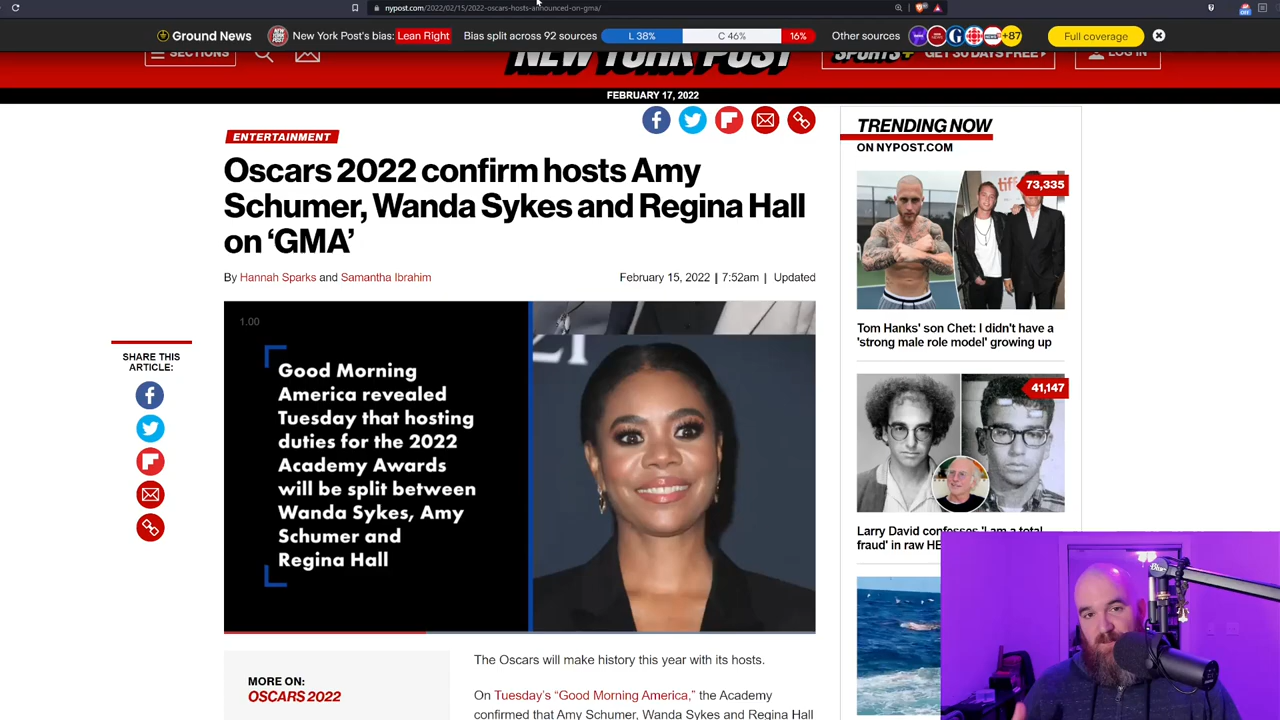 nypost.com/2022/02/15/2022-oscars-hosts-announced-on-gma/
Ground News
New York Post's bias: Lean Right
Bias split across 92 sources
L 38%
C 46%
16%
Other sources
+87
Full coverage
SECTIONS
NEW YORK POST
SPORTS+
GET 30 DAYS FREE
LOG IN
FEBRUARY 17, 2022
ENTERTAINMENT
Oscars 2022 confirm hosts Amy
Schumer, Wanda Sykes and Regina Hall
on ‘GMA’
By Hannah Sparks and Samantha Ibrahim
February 15, 2022 | 7:52am | Updated
1.00
Good Morning
America revealed
Tuesday that hosting
duties for the 2022
Academy Awards
will be split between
Wanda Sykes, Amy
Schumer and
Regina Hall
SHARE THIS
ARTICLE:
MORE ON:
OSCARS 2022
The Oscars will make history this year with its hosts.
On Tuesday’s “Good Morning America,” the Academy
confirmed that Amy Schumer, Wanda Sykes and Regina Hall
TRENDING NOW
ON NYPOST.COM
73,335
tiff
Tom Hanks' son Chet: I didn't have a
'strong male role model' growing up
41,147
Larry David confesses 'I am a total
fraud' in raw
Blue